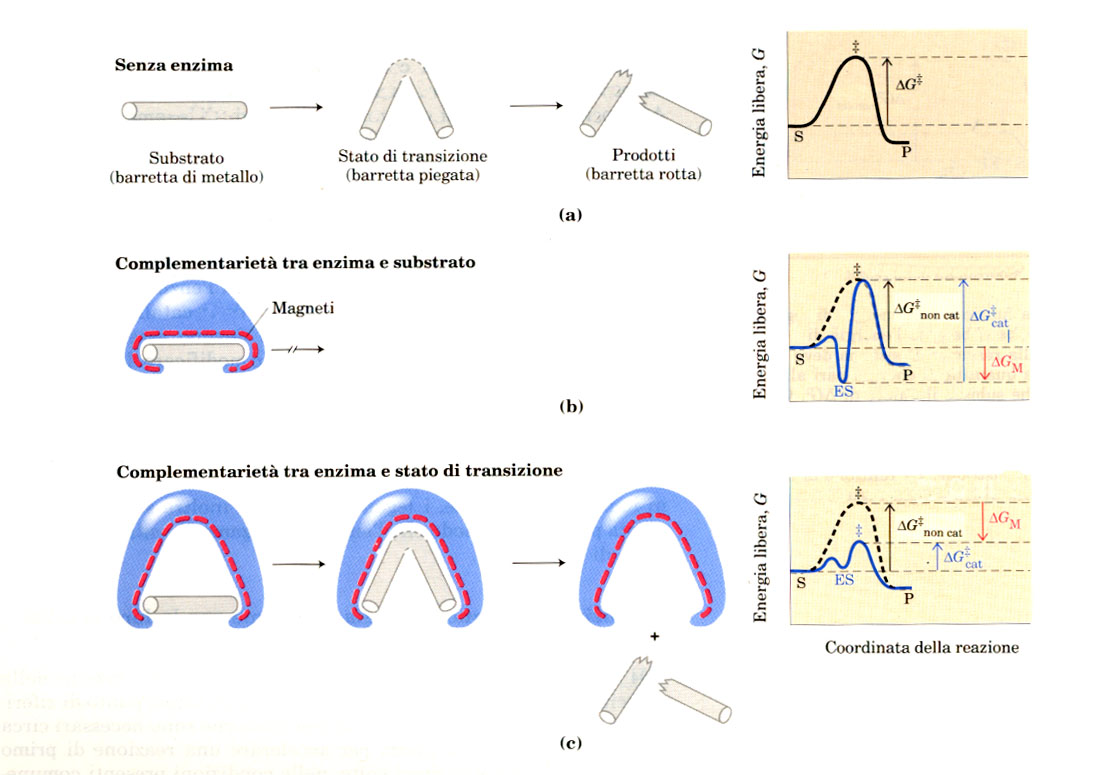 Senza enzima
Substrato
(barretta di metallo)
Stato di transizione
(barretta piegata)
Prodotti
(barretta rotta)
Energia libera, G
‡
ΔG‡
S
P
(a)
Complementarietà tra enzima e substrato
Magneti
Energia libera, G
‡
ΔG‡ non cat
ΔG‡ cat
S
P
ΔG M
ES
(b)
Complementarietà tra enzima e stato di transizione
+
Energia libera, G
‡
‡
ΔG‡ non cat
ΔG M
ΔG‡ cat
S
ES
P
Coordinata della reazione
(c)